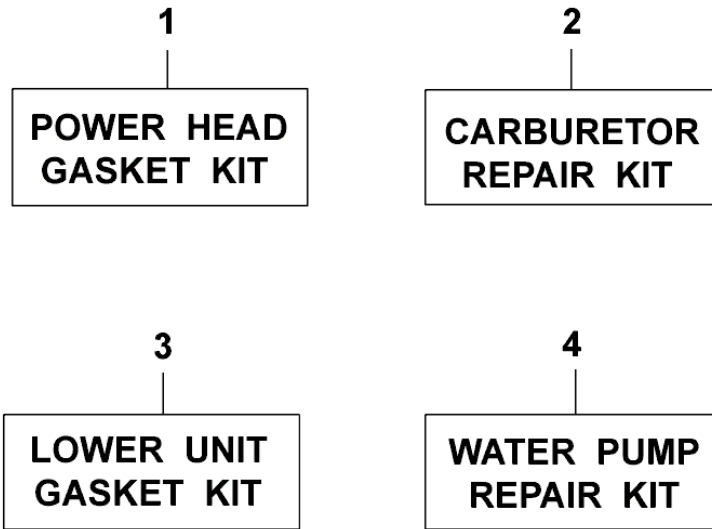 1
POWER HEAD
GASKET KIT
2
CARBURETOR
REPAIR KIT
3
LOWER UNIT
GASKET KIT
4
WATER PUMP
REPAIR KIT